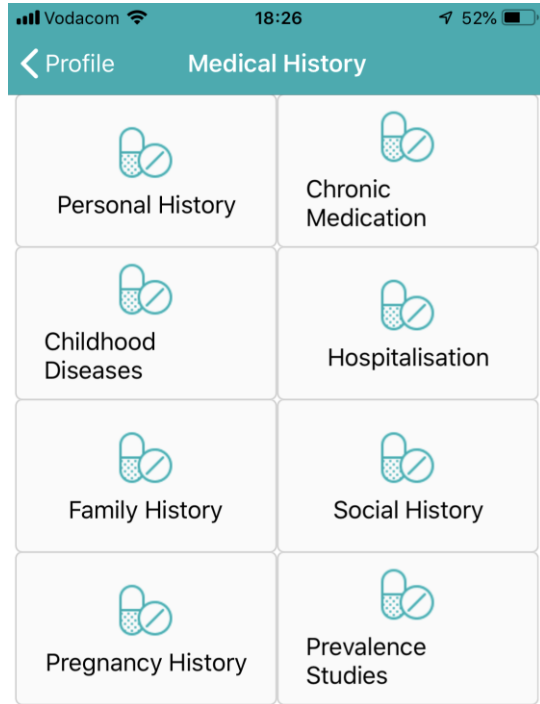 Vodacom 18:26 52%
Profile Medical History
Personal History
Chronic
Medication
Childhood
Diseases
Hospitalisation
Family History
Social History
Pregnancy History
Prevalence
Studies